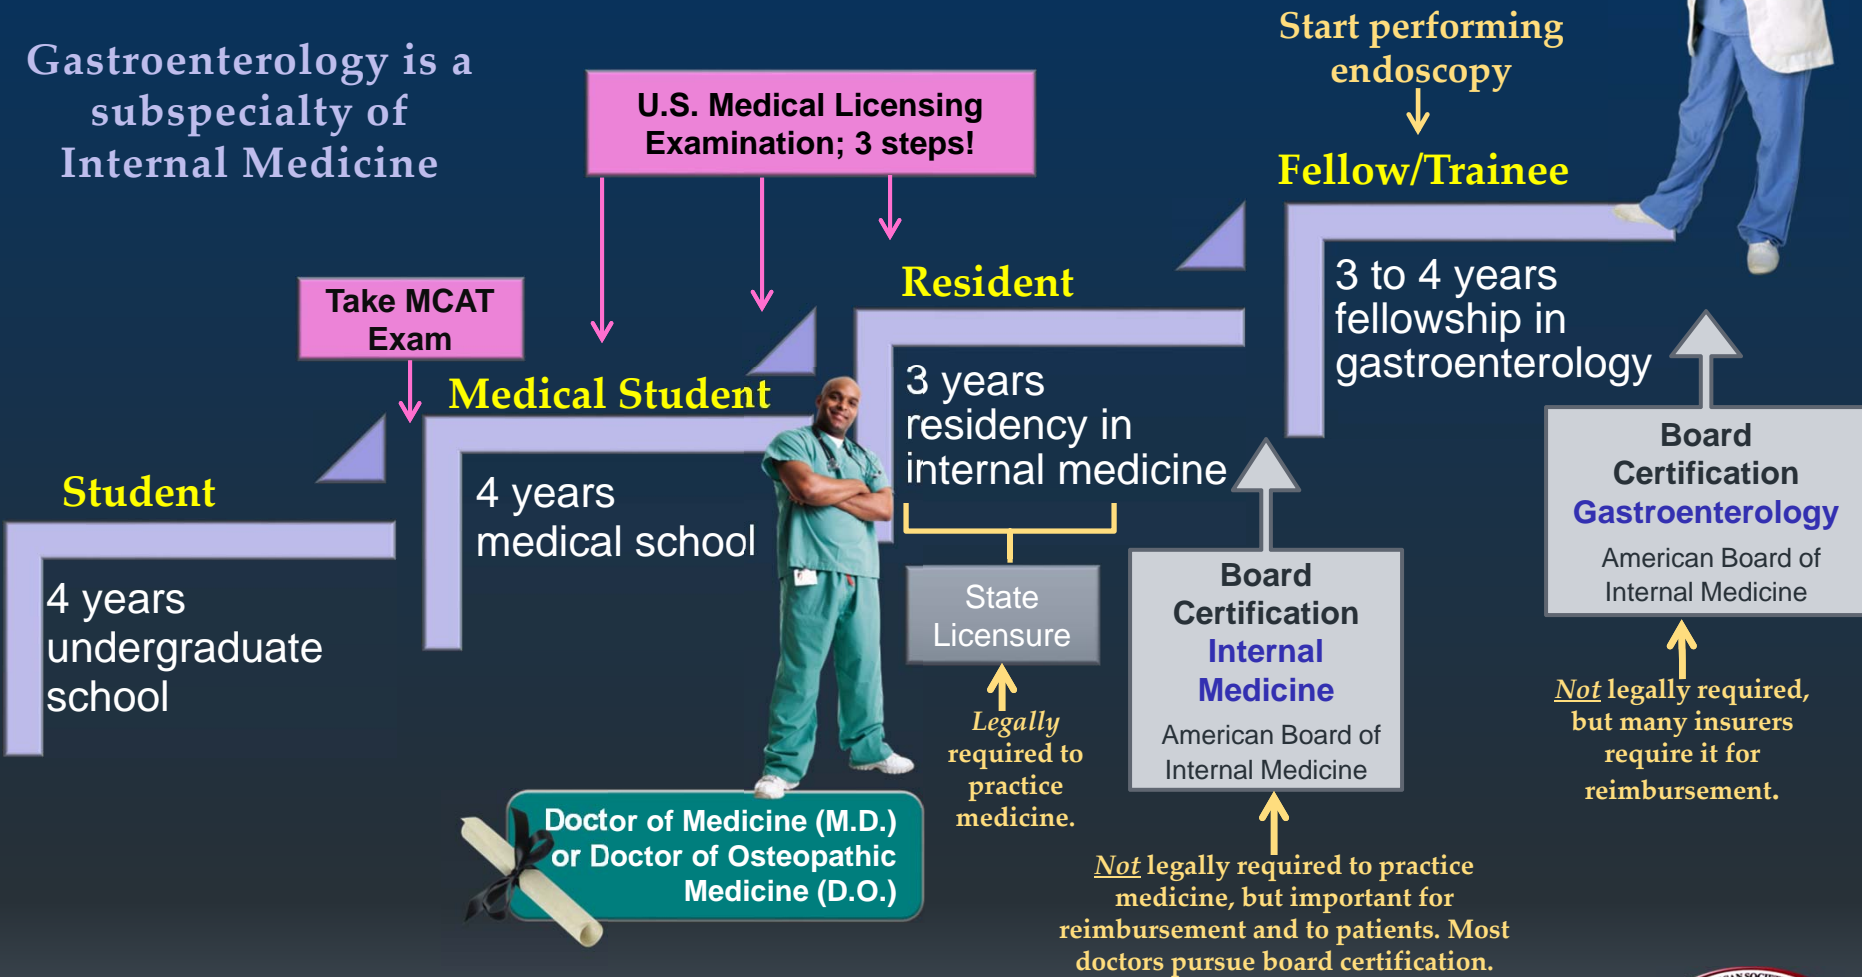 Gastroenterology is a
subspecialty of
Internal Medicine
U.S. Medical Licensing
Examination; 3 steps!
Start performing
endoscopy
Fellow/Trainee
3 to 4 years
fellowship in
gastroenterology
Resident
3 years
residency in
internal medicine
Take MCAT
Exam
Medical Student
4 years
medical school
Student
4 years
undergraduate
school
State
Licensure
Legally
required to
practice
medicine.
Board
Certification
Internal
Medicine
American Board of
Internal Medicine
Board
Certification
Gastroenterology
American Board of
Internal Medicine
Not legally required,
but many insurers
require it for
reimbursement.
Doctor of Medicine (M.D.)
or Doctor of Osteopathic
Medicine (D.O.)
Not legally required to practice
medicine, but important for
reimbursement and to patients. Most
doctors pursue board certification.